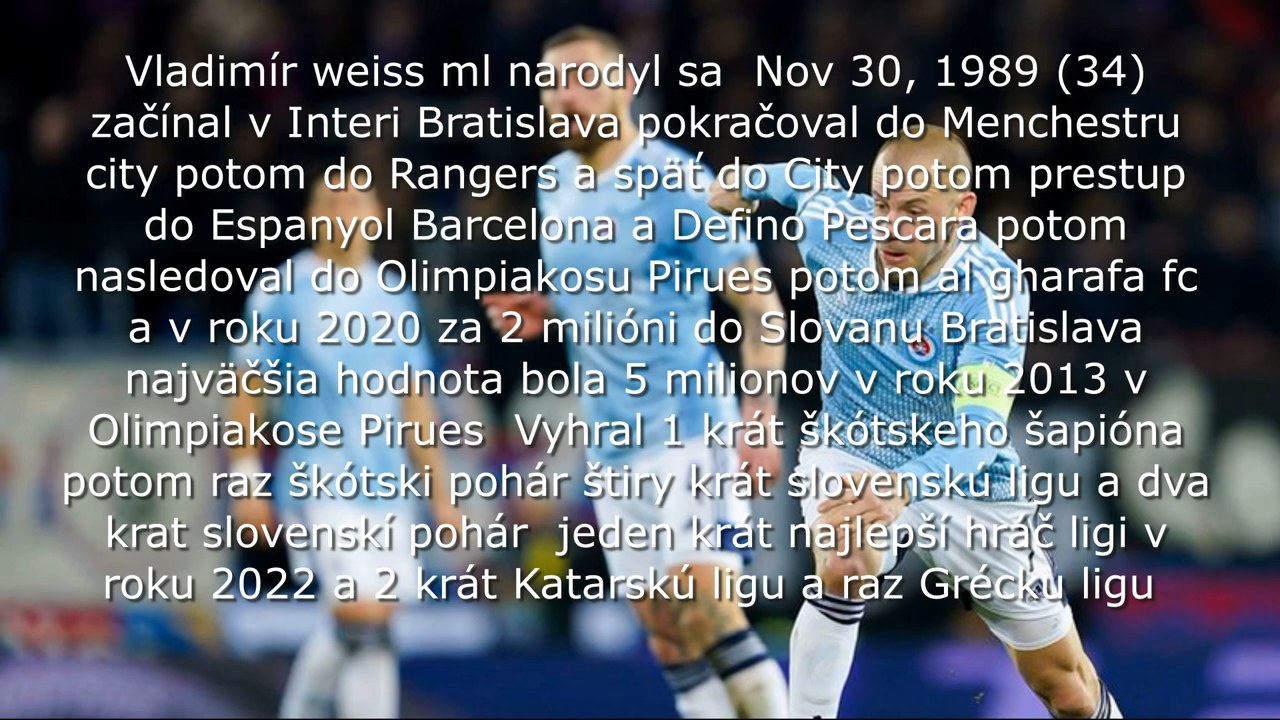 Vladimír weiss ml narodyl sa  Nov 30, 1989 (34)
začínal v Interi Bratislava pokračoval do Menchestru
city potom do Rangers a späť do City potom prestup
do Espanyol Barcelona a Defino Pescara potom
nasledoval do Olimpiakosu Pirues potom al gharafa fc
a v roku 2020 za 2 milióni do Slovanu Bratislava
najväčšia hodnota bola 5 milionov v roku 2013 v
Olimpiakose Pirues  Vyhral 1 krát škótskeho šapióna
potom raz škótski pohár štiry krát slovenskú ligu a dva
krat slovenskí pohár  jeden krát najlepší hráč ligi v
roku 2022 a 2 krát Katarskú ligu a raz Grécku ligu